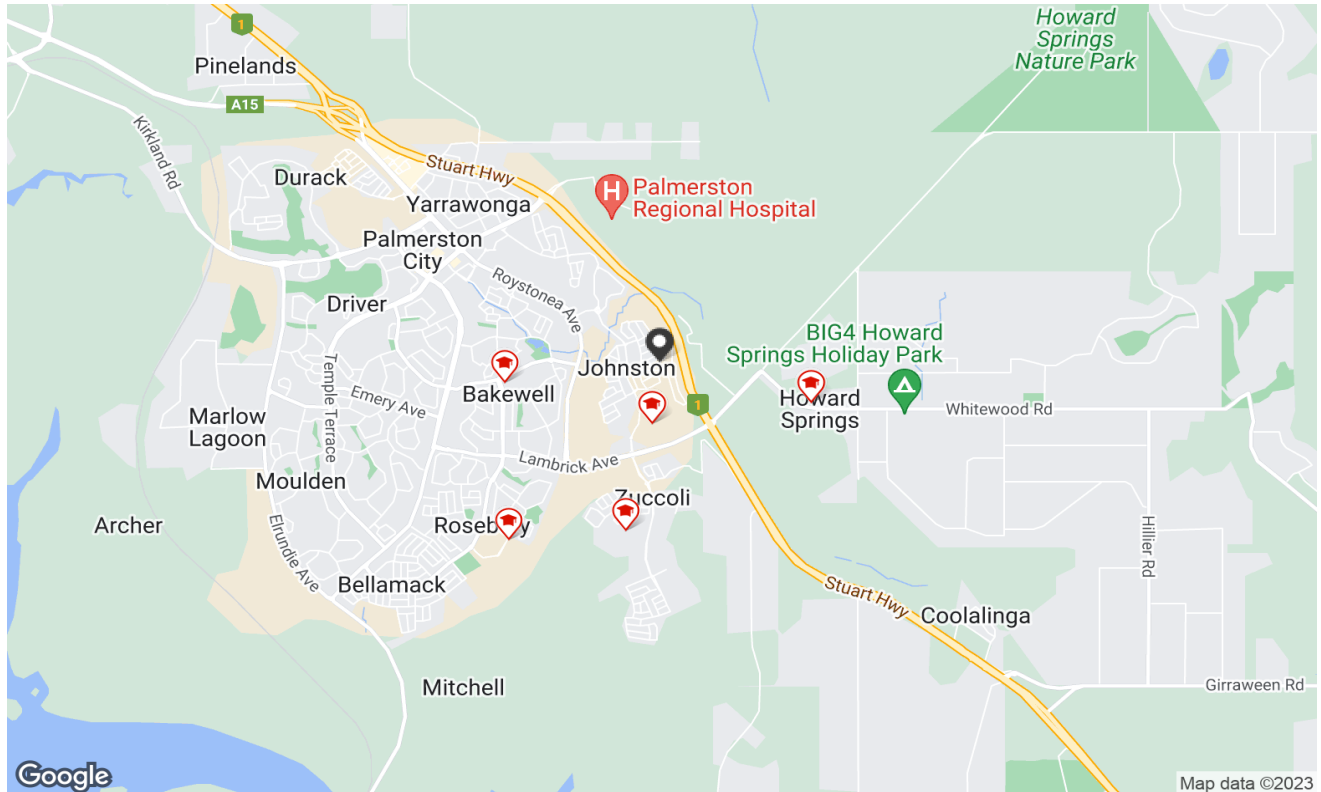 1
Howard
Springs
Nature Park
Pinelands
A15
Kirkland Rd
Stuart Hwy
Durack
H
Palmerston
Regional Hospital
Yarrawonga
Palmerston
City
Roystonea Ave
Driver
BIG4 Howard
Springs Holiday Park
Johnston
Temple Terrace
Bakewell
Emery Ave
Howard
Springs
1
Whitewood Rd
Marlow
Lagoon
Lambrick Ave
Moulden
Zuccoli
Archer
Rosebery
Elrundie Ave
Hillier Rd
Bellamack
Stuart Hwy
Coolalinga
Mitchell
Girraween Rd
Google
Map data ©2023